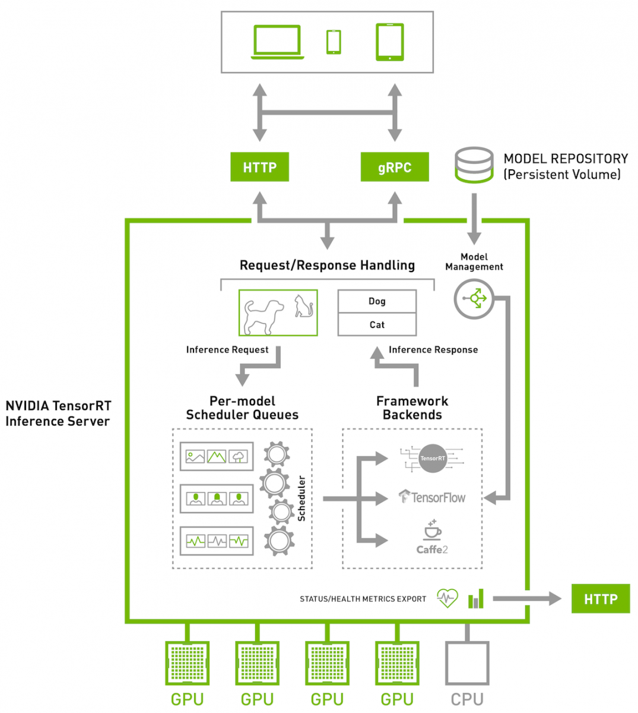 HTTP
gRPC
MODEL REPOSITORY
(Persistent Volume)
Model
Management
Request/Response Handling
Dog
Cat
Inference Request
Inference Response
NVIDIA TensorRT
Inference Server
Per-model
Scheduler Queues
Framework
Backends
Scheduler
TensorRT
TensorFlow
Caffe2
STATUS/HEALTH METRICS EXPORT
HTTP
GPU
GPU
GPU
GPU
CPU